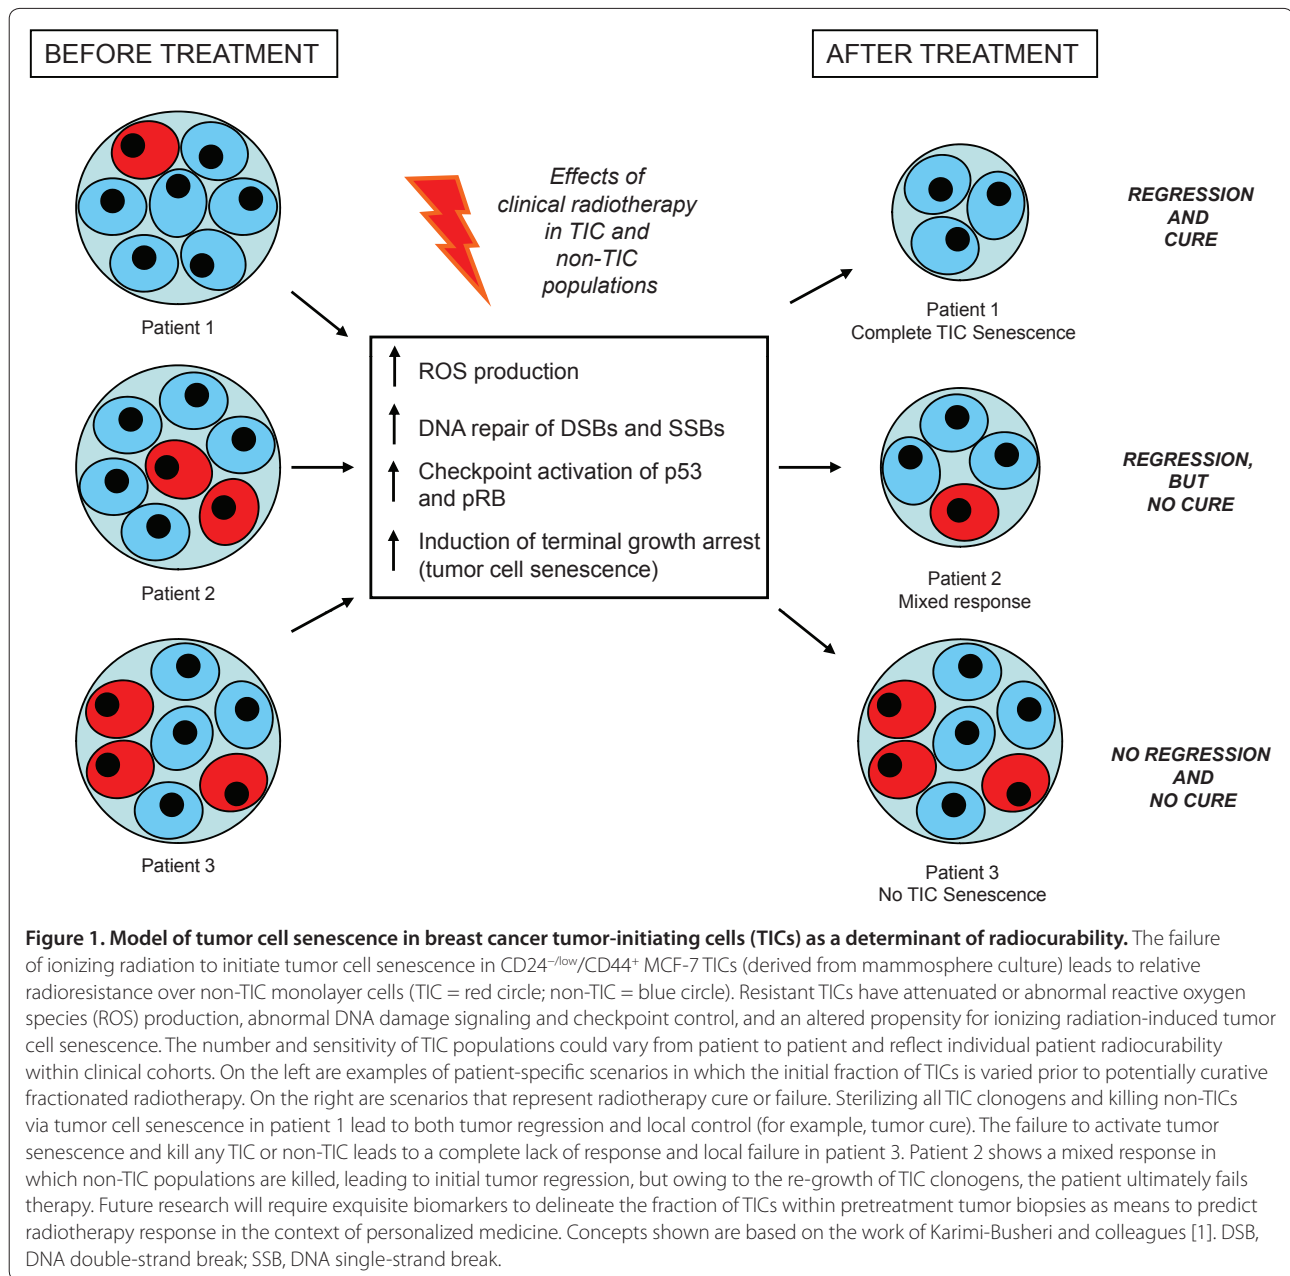 BEFORE TREATMENT
AFTER TREATMENT
Effects of
clinical radiotherapy
in TIC and
non-TIC
populations
Patient 1
Patient 2
Patient 3
ROS production
DNA repair of DSBs and SSBs
Checkpoint activation of p53
and pRB
Induction of terminal growth arrest
(tumor cell senescence)
Patient 1
Complete TIC Senescence
REGRESSION
AND
CURE
Patient 2
Mixed response
REGRESSION,
BUT
NO CURE
Patient 3
No TIC Senescence
NO REGRESSION
AND
NO CURE
Figure 1. Model of tumor cell senescence in breast cancer tumor-initiating cells (TICs) as a determinant of radiocurability. The failure
of ionizing radiation to initiate tumor cell senescence in CD24−/low/CD44+ MCF-7 TICs (derived from mammosphere culture) leads to relative
radioresistance over non-TIC monolayer cells (TIC = red circle; non-TIC = blue circle). Resistant TICs have attenuated or abnormal reactive oxygen
species (ROS) production, abnormal DNA damage signaling and checkpoint control, and an altered propensity for ionizing radiation-induced tumor
cell senescence. The number and sensitivity of TIC populations could vary from patient to patient and reflect individual patient radiocurability
within clinical cohorts. On the left are examples of patient-specific scenarios in which the initial fraction of TICs is varied prior to potentially curative
fractionated radiotherapy. On the right are scenarios that represent radiotherapy cure or failure. Sterilizing all TIC clonogens and killing non-TICs
via tumor cell senescence in patient 1 lead to both tumor regression and local control (for example, tumor cure). The failure to activate tumor
senescence and kill any TIC or non-TIC leads to a complete lack of response and local failure in patient 3. Patient 2 shows a mixed response in
which non-TIC populations are killed, leading to initial tumor regression, but owing to the re-growth of TIC clonogens, the patient ultimately fails
therapy. Future research will require exquisite biomarkers to delineate the fraction of TICs within pretreatment tumor biopsies as means to predict
radiotherapy response in the context of personalized medicine. Concepts shown are based on the work of Karimi-Busheri and colleagues [1]. DSB,
DNA double-strand break; SSB, DNA single-strand break.